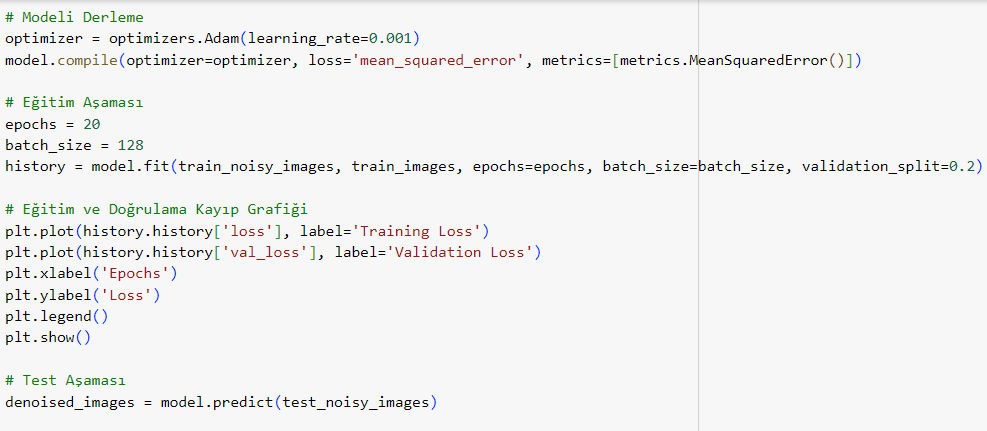 # Modeli Derleme
optimizer = optimizers.Adam(learning_rate=0.001)
model.compile(optimizer=optimizer, loss='mean_squared_error', metrics=[metrics.MeanSquaredError()])
# Eğitim Aşaması
epochs = 20
batch_size = 128
history = model.fit(train_noisy_images, train_images, epochs=epochs, batch_size=batch_size, validation_split=0.2)
# Eğitim ve Doğrulama Kayıp Grafiği
plt.plot(history.history['loss'], label='Training Loss')
plt.plot(history.history['val_loss'], label='Validation Loss')
plt.xlabel('Epochs')
plt.ylabel('Loss')
plt.legend()
plt.show()
# Test Aşaması
denoised_images = model.predict(test_noisy_images)